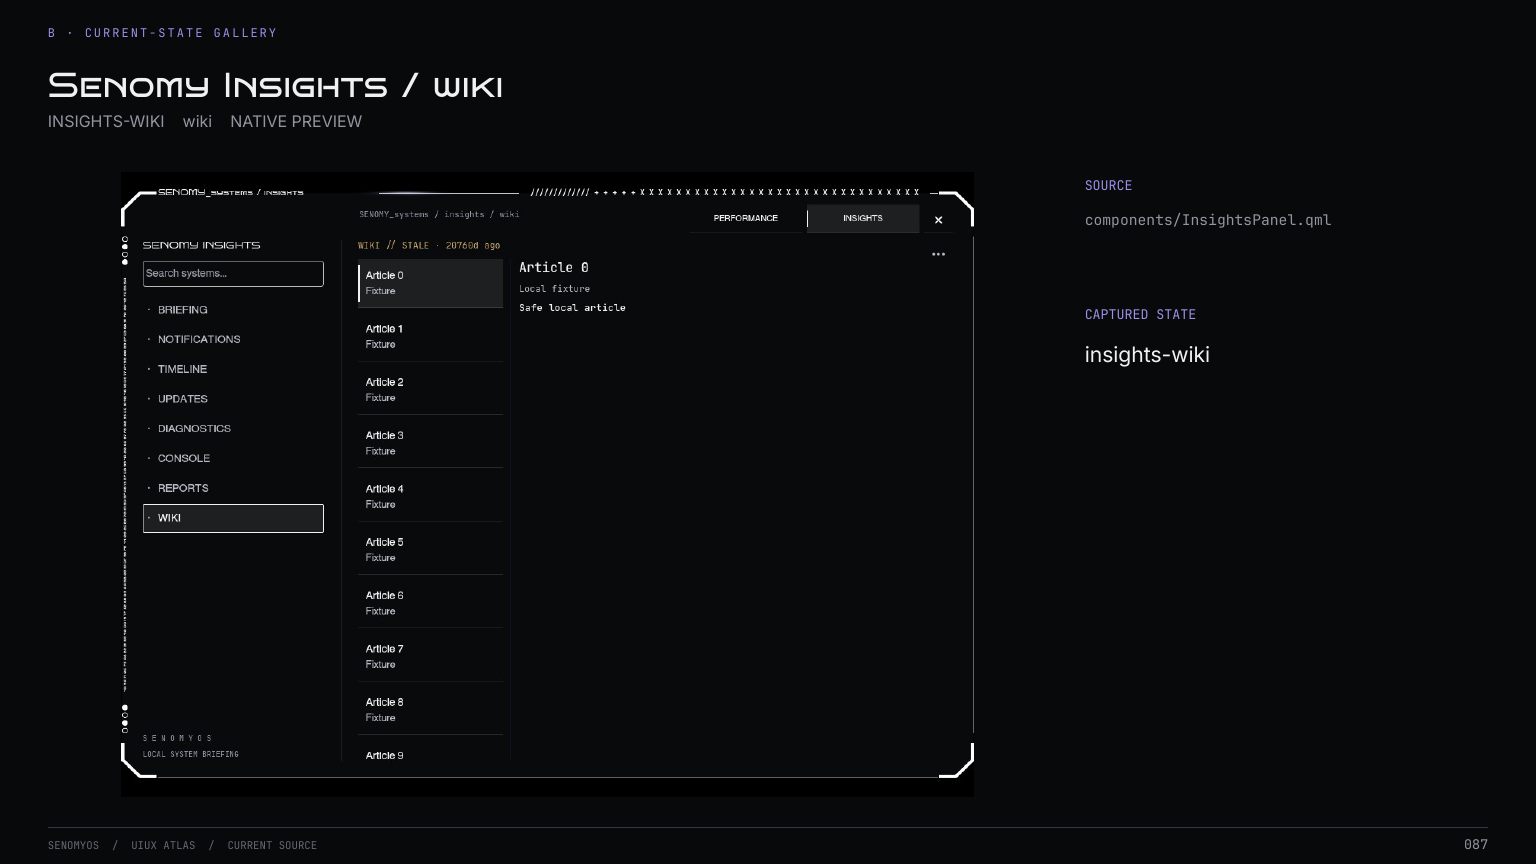 B · CURRENT-STATE GALLERY
Senomy Insights / wiki
INSIGHTS-WIKI wiki NATIVE PREVIEW
SENOMY_systems / insights
///////////// + + + + + X X X X X X X X X X X X X X X X X X X X X X X X X X
SENOMY_systems / insights / wiki
PERFORMANCE
INSIGHTS
×
SENOMY INSIGHTS
Search systems...
· BRIEFING
· NOTIFICATIONS
· TIMELINE
· UPDATES
· DIAGNOSTICS
· CONSOLE
· REPORTS
· WIKI
SENOMYOS
LOCAL SYSTEM BRIEFING
WIKI // STALE · 20760d ago
Article 0
Fixture
Article 1
Fixture
Article 2
Fixture
Article 3
Fixture
Article 4
Fixture
Article 5
Fixture
Article 6
Fixture
Article 7
Fixture
Article 8
Fixture
Article 9
•••
Article 0
Local fixture
Safe local article
SOURCE
components/InsightsPanel.qml
CAPTURED STATE
insights-wiki
SENOMYOS / UIUX ATLAS / CURRENT SOURCE
087